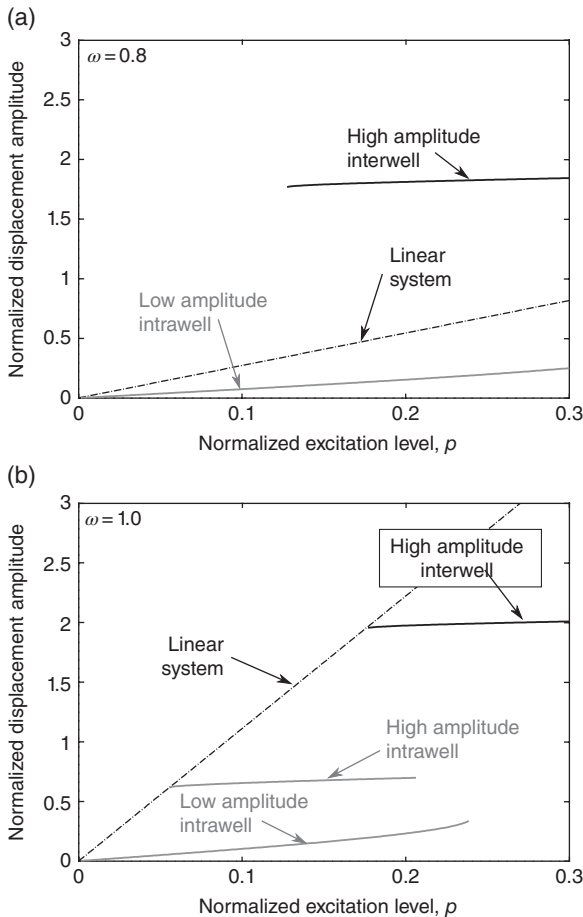 (a)
3
ω = 0.8
2.5
High amplitude
interwell
2
1.5
Linear
system
1
Low amplitude
intrawell
0.5
0
0
0.1
0.2
0.3
Normalized displacement amplitude
Normalized excitation level, p
(b)
3
ω = 1.0
High amplitude
interwell
2.5
2
Linear
system
1.5
High amplitude
intrawell
1
Low amplitude
intrawell
0.5
0
0
0.1
0.2
0.3
Normalized displacement amplitude
Normalized excitation level, p